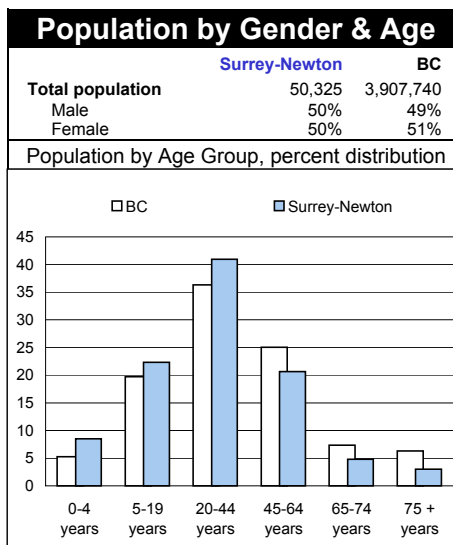 Population by Gender & Age
Surrey-Newton BC
Total population 50,325 3,907,740
Male 50% 49%
Female 50% 51%
Population by Age Group, percent distribution
BC Surrey-Newton
45
40
35
30
25
20
15
10
5
0
0-4 5-19 20-44 45-64 65-74 75 +
years years years years years years